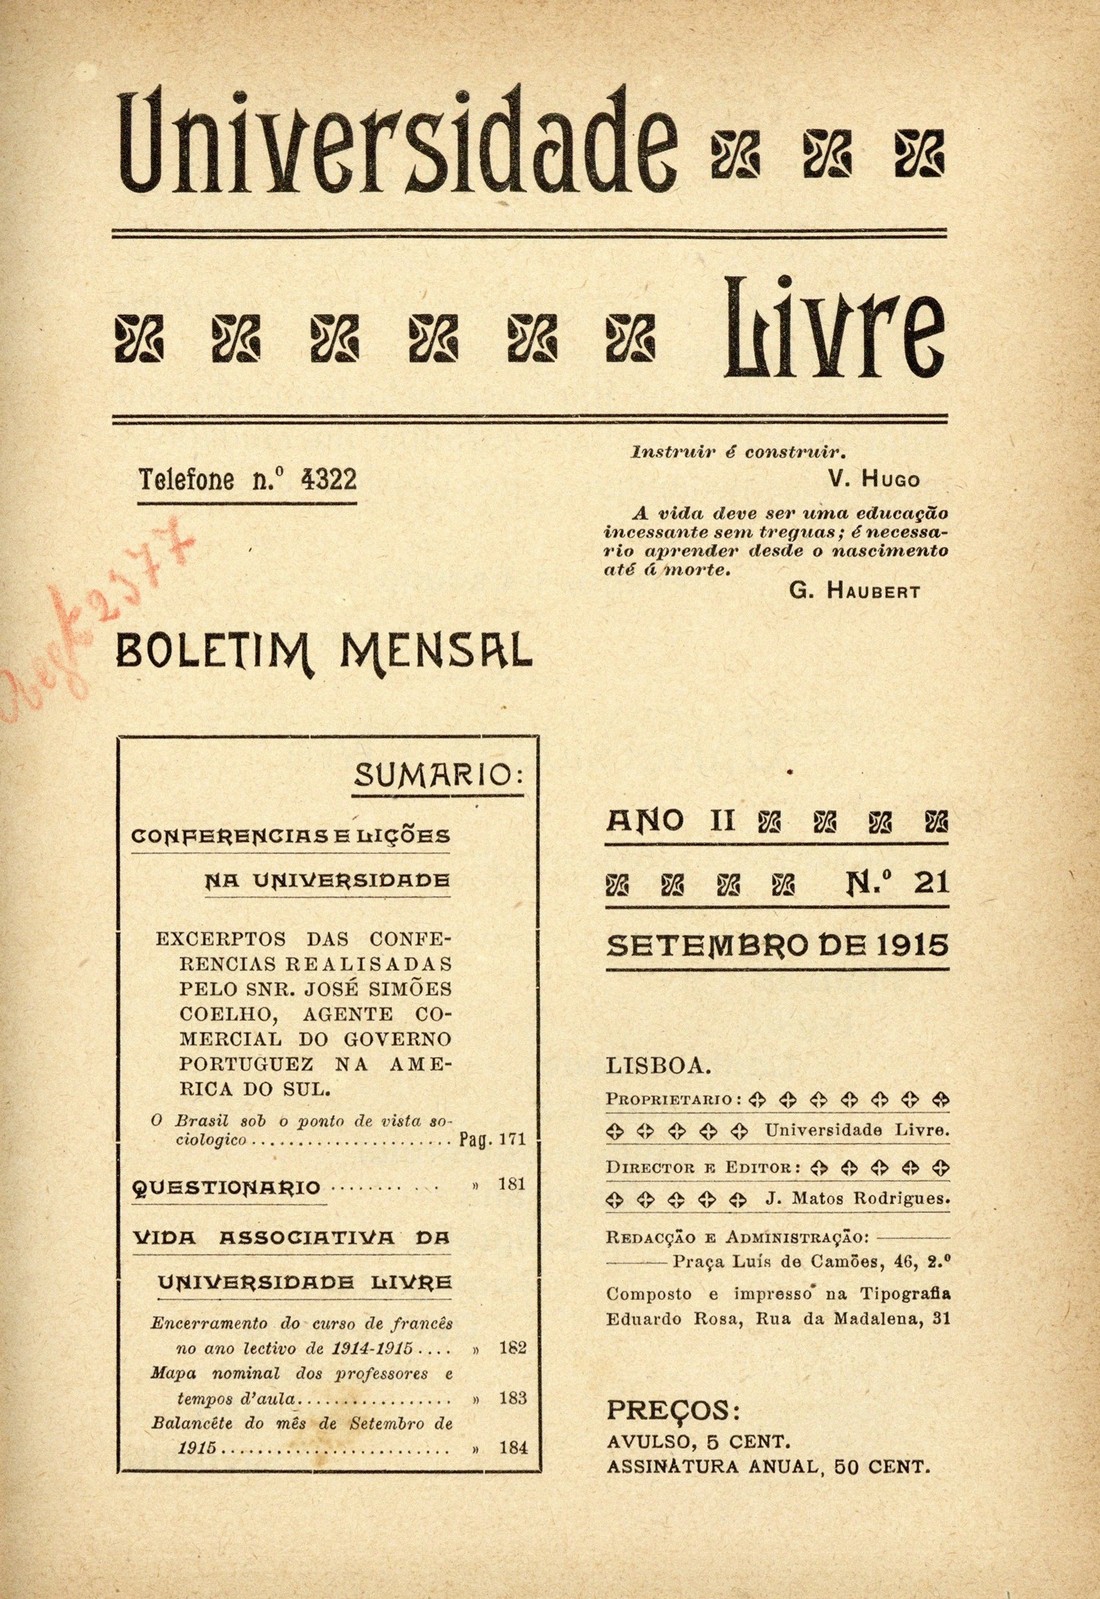 Universidade
Livre
Telefone n.º 4322
Instruir é construir.
V. HUGO
A vida deve ser uma educação
incessante sem treguas; é necessa-
rio aprender desde o nascimento
até á morte.
G. HAUBERT
BOLETIM MENSAL
SUMARIO:
CONFERENCIAS E LIÇÕES
NA UNIVERSIDADE
EXCERPTOS DAS CONFE-
RENCIAS REALISADAS
PELO SNR. JOSÉ SIMÕES
COELHO, AGENTE CO-
MERCIAL DO GOVERNO
PORTUGUEZ NA AME-
RICA DO SUL.
O Brasil sob o ponto de vista so-
ciologico ...................... Pag. 171
QUESTIONARIO ........ . . » 181
VIDA ASSOCIATIVA DA
UNIVERSIDADE LIVRE
Encerramento do curso de francês
no ano lectivo de 1914-1915 .... » 182
Mapa nominal dos professores e
tempos d'aula................. » 183
Balancête do mês de Setembro de
1915......................... » 184
ANO II
N.º 21
SETEMBRO DE 1915
LISBOA.
PROPRIETARIO:
Universidade Livre.
DIRECTOR E EDITOR:
J. Matos Rodrigues.
REDACÇÃO E ADMINISTRAÇÃO:
Praça Luís de Camões, 46, 2.º
Composto e impresso na Tipografia
Eduardo Rosa, Rua da Madalena, 31
PREÇOS:
AVULSO, 5 CENT.
ASSINATURA ANUAL, 50 CENT.